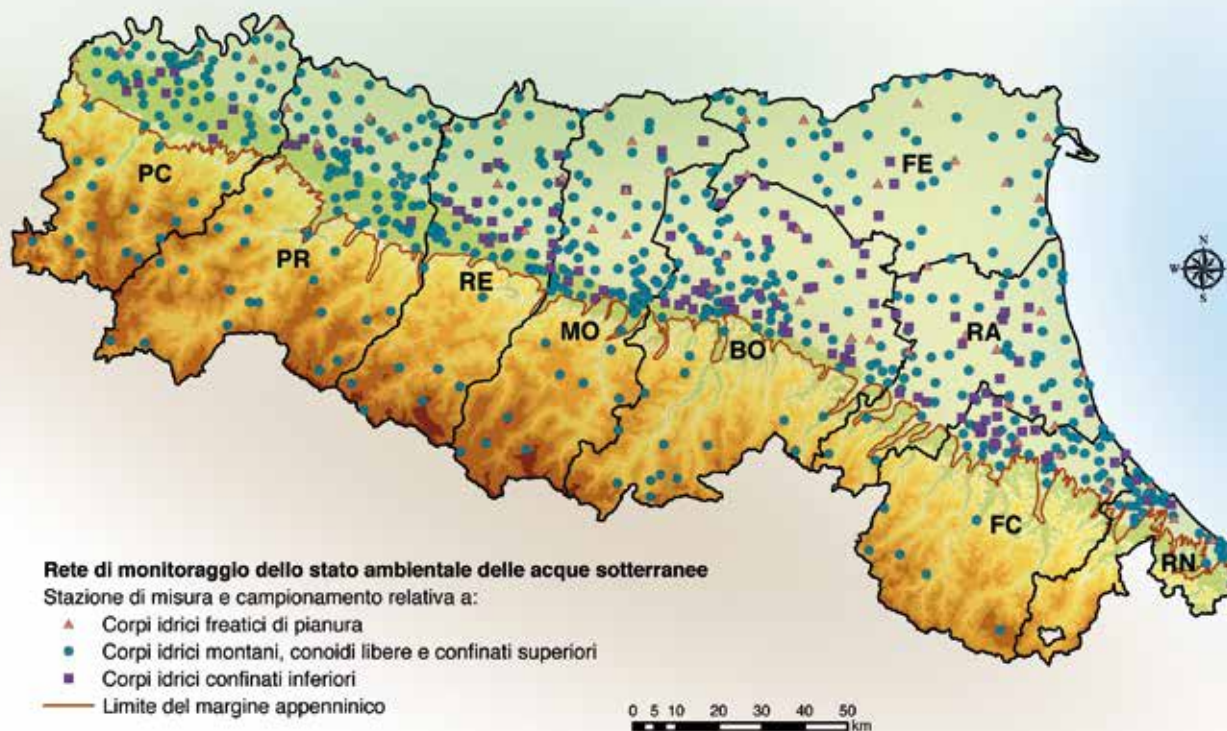 PC
PR
RE
MO
BO
FE
RA
FC
RN
N
W
S
Rete di monitoraggio dello stato ambientale delle acque sotterranee
Stazione di misura e campionamento relativa a:
Corpi idrici freatici di pianura
Corpi idrici montani, conoidi libere e confinati superiori
Corpi idrici confinati inferiori
Limite del margine appenninico
0 5 10 20 30 40 50
km